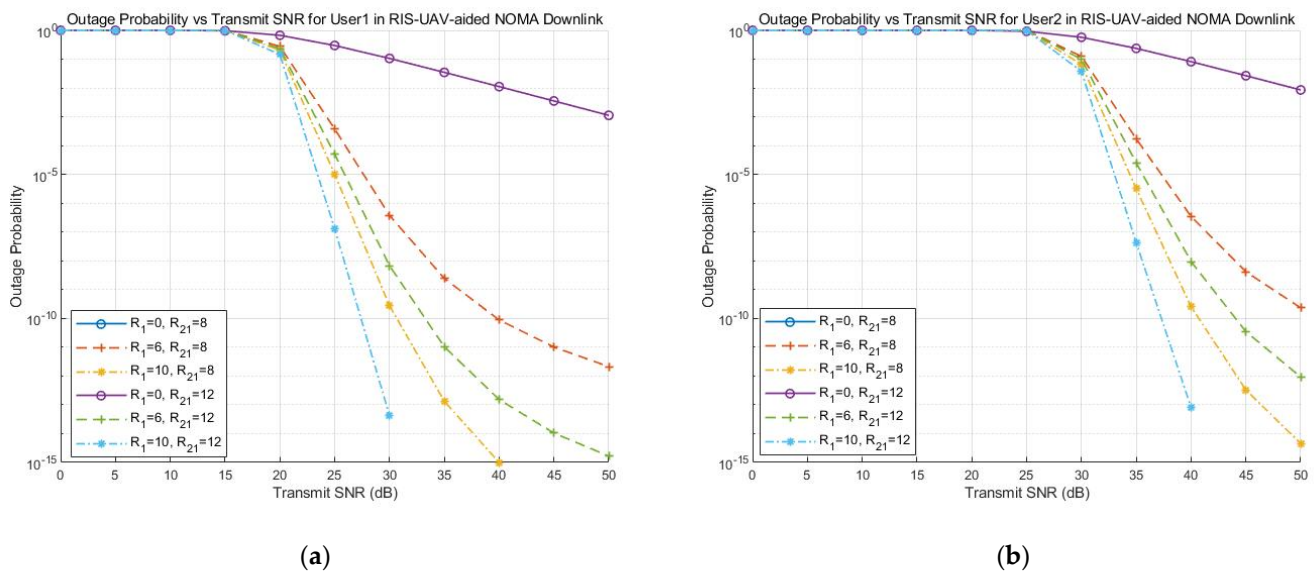 Outage Probability vs Transmit SNR for User1 in RIS-UAV-aided NOMA Downlink
10^0
10^-5
10^-10
10^-15
Outage Probability
R_1=0, R_21=8
R_1=6, R_21=8
R_1=10, R_21=8
R_1=0, R_21=12
R_1=6, R_21=12
R_1=10, R_21=12
0 5 10 15 20 25 30 35 40 45 50
Transmit SNR (dB)
(a)
Outage Probability vs Transmit SNR for User2 in RIS-UAV-aided NOMA Downlink
10^0
10^-5
10^-10
10^-15
Outage Probability
R_1=0, R_21=8
R_1=6, R_21=8
R_1=10, R_21=8
R_1=0, R_21=12
R_1=6, R_21=12
R_1=10, R_21=12
0 5 10 15 20 25 30 35 40 45 50
Transmit SNR (dB)
(b)